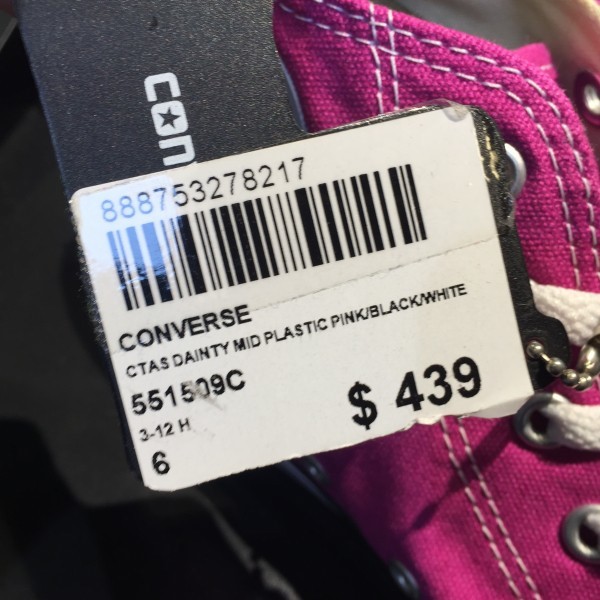 CON
888753278217
CONVERSE
CTAS DAINTY MID PLASTIC PINK/BLACK/WHITE
551509C
3-12 H
6
$ 439